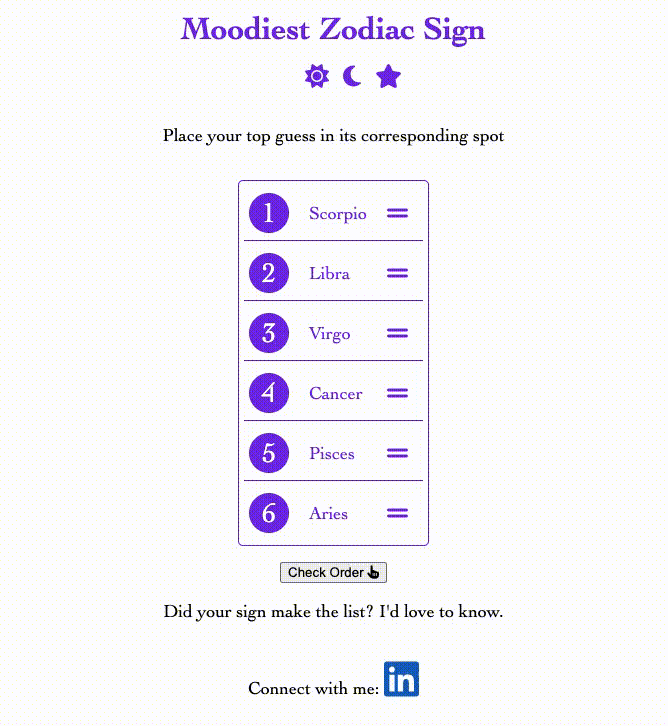 Moodiest Zodiac Sign
Place your top guess in its corresponding spot
1 Scorpio
2 Libra
3 Virgo
4 Cancer
5 Pisces
6 Aries
Check Order
Did your sign make the list? I'd love to know.
Connect with me: in